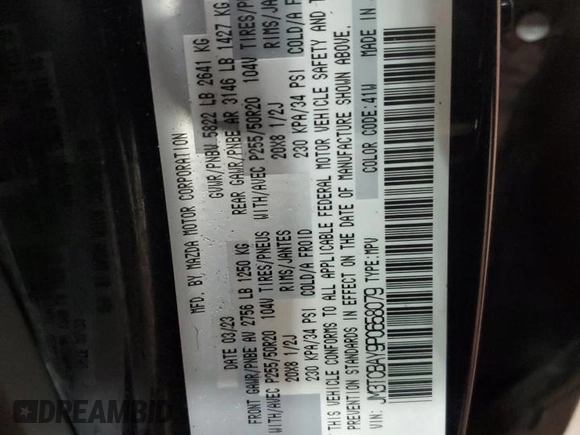 MFD. BY MAZDA MOTOR CORPORATION
DATE 03/23 GVWR/PNBV 5822 LB 2641 KG
FRONT GAWR/PNBE AV 2756 LB 1250 KG REAR GAWR/PNBE AR 3146 LB 1427 KG
WITH/AVEC P255/50R20 104V TIRES/PNEUS WITH/AVEC P255/50R20 104V TIRES/PNE
20X8 1/2J RIMS/JANTES 20X8 1/2J RIMS/JAN
230 KPA/34 PSI COLD/A FROID 230 KPA/34 PSI COLD/A F
THIS VEHICLE CONFORMS TO ALL APPLICABLE FEDERAL MOTOR VEHICLE SAFETY AND T
PREVENTION STANDARDS IN EFFECT ON THE DATE OF MANUFACTURE SHOWN ABOVE.
VIN: JM3TCBAY9P0658079 TYPE: MPV COLOR CODE: 41W MADE IN
DREAMBID